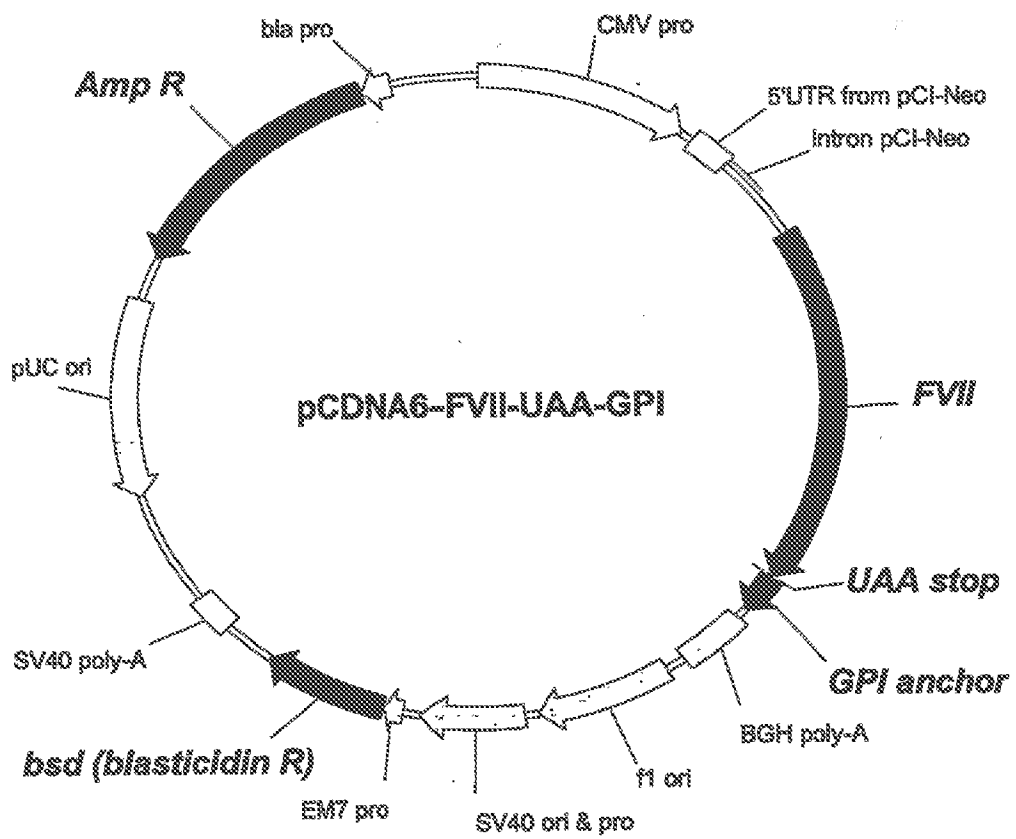 bla pro
CMV pro
Amp R
5'UTR from pCI-Neo
Intron pCI-Neo
pUC ori
pCDNA6-FVII-UAA-GPI
FVII
UAA stop
SV40 poly-A
GPI anchor
BGH poly-A
bsd (blasticidin R)
f1 ori
EM7 pro
SV40 ori & pro